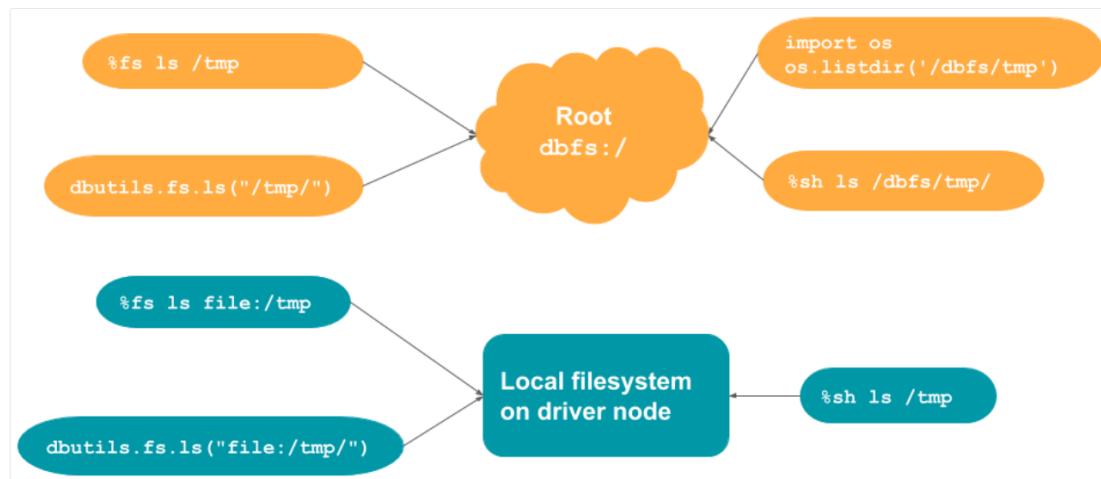 %fs ls /tmp
dbutils.fs.ls("/tmp/")
Root
dbfs:/
import os
os.listdir('/dbfs/tmp')
%sh ls /dbfs/tmp/
%fs ls file:/tmp
dbutils.fs.ls("file:/tmp/")
Local filesystem
on driver node
%sh ls /tmp